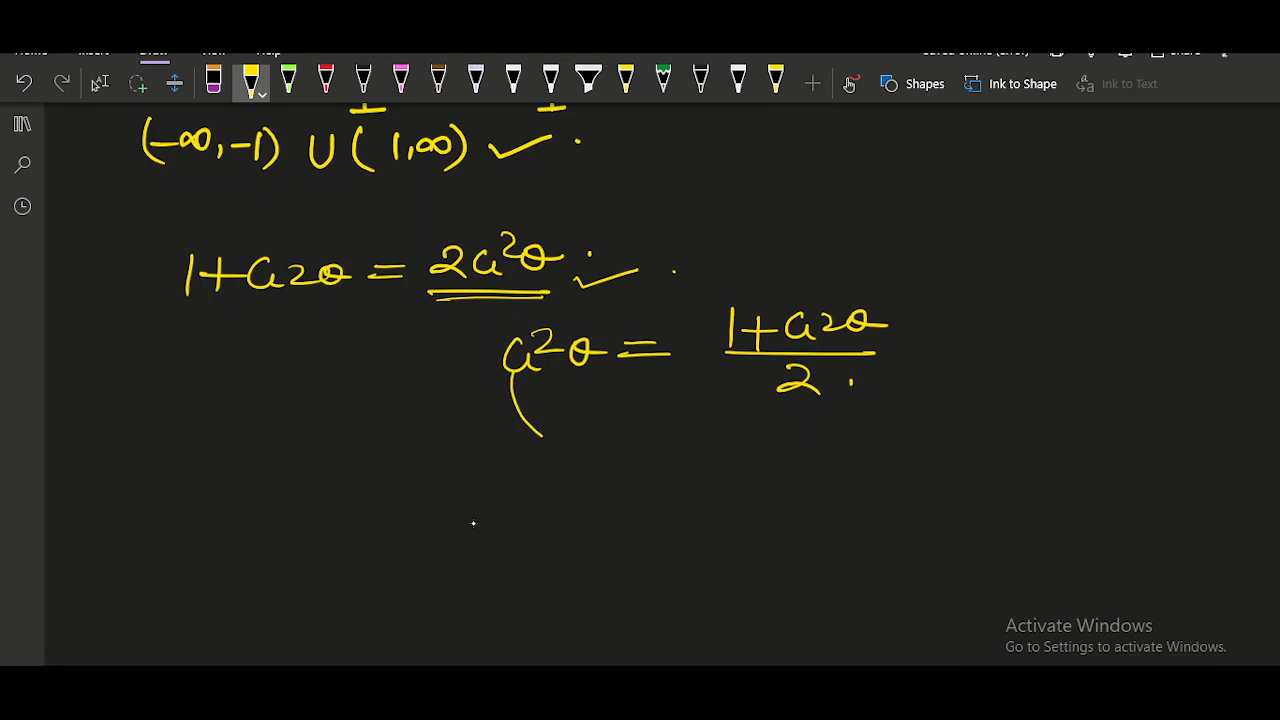 Shapes Ink to Shape Ink to Text
(-∞,-1) ∪ (1,∞) ✓.
1+c2θ = 2c²θ. ✓.
c²θ = 1+c2θ
2.
Activate Windows
Go to Settings to activate Windows.